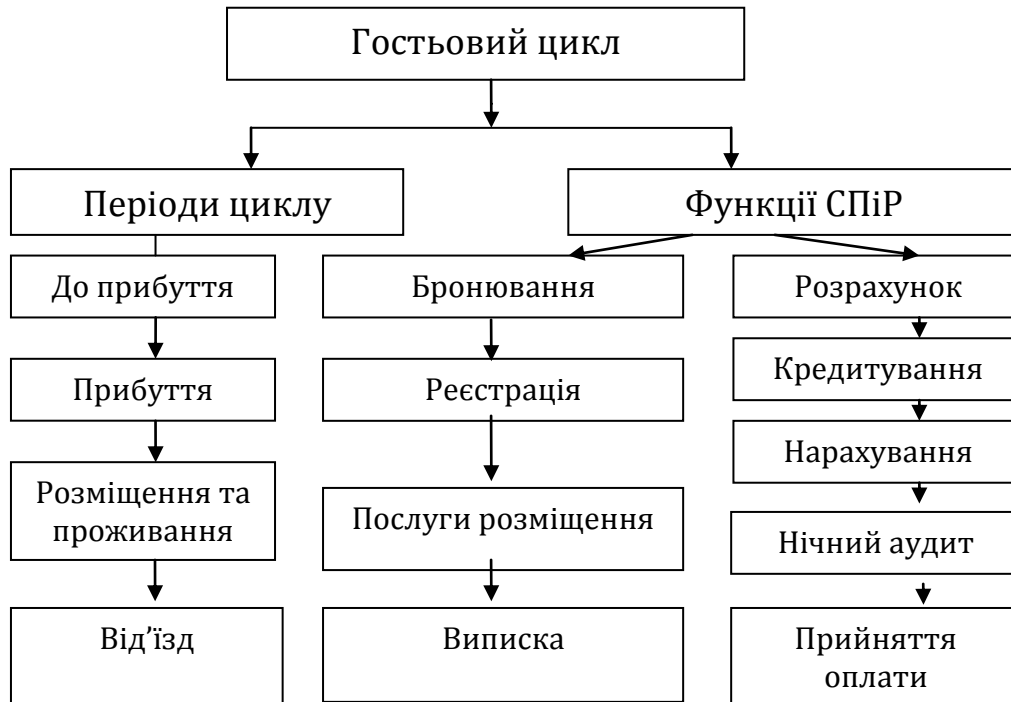 Гостьовий цикл
Періоди циклу
Функції СПіР
До прибуття
Бронювання
Розрахунок
Прибуття
Реєстрація
Кредитування
Нарахування
Розміщення та
проживання
Послуги розміщення
Нічний аудит
Від’їзд
Виписка
Прийняття
оплати